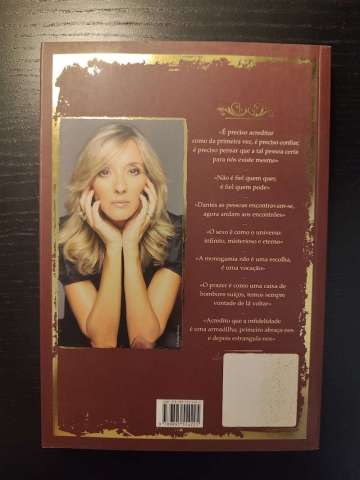 «É preciso acreditar
como da primeira vez, é preciso confiar,
é preciso pensar que a tal pessoa certa
para nós existe mesmo»
«Não é fiel quem quer,
é fiel quem pode»
«Dantes as pessoas encontravam-se,
agora andam aos encontrões»
«O sexo é como o universo:
infinito, misterioso e eterno»
«A monogamia não é uma escolha,
é uma vocação»
«O prazer é como uma caixa de
bombons suíços, temos sempre
vontade de lá voltar»
«Acredito que a infidelidade
é uma armadilha, primeiro abraça-nos
e depois estrangula-nos»